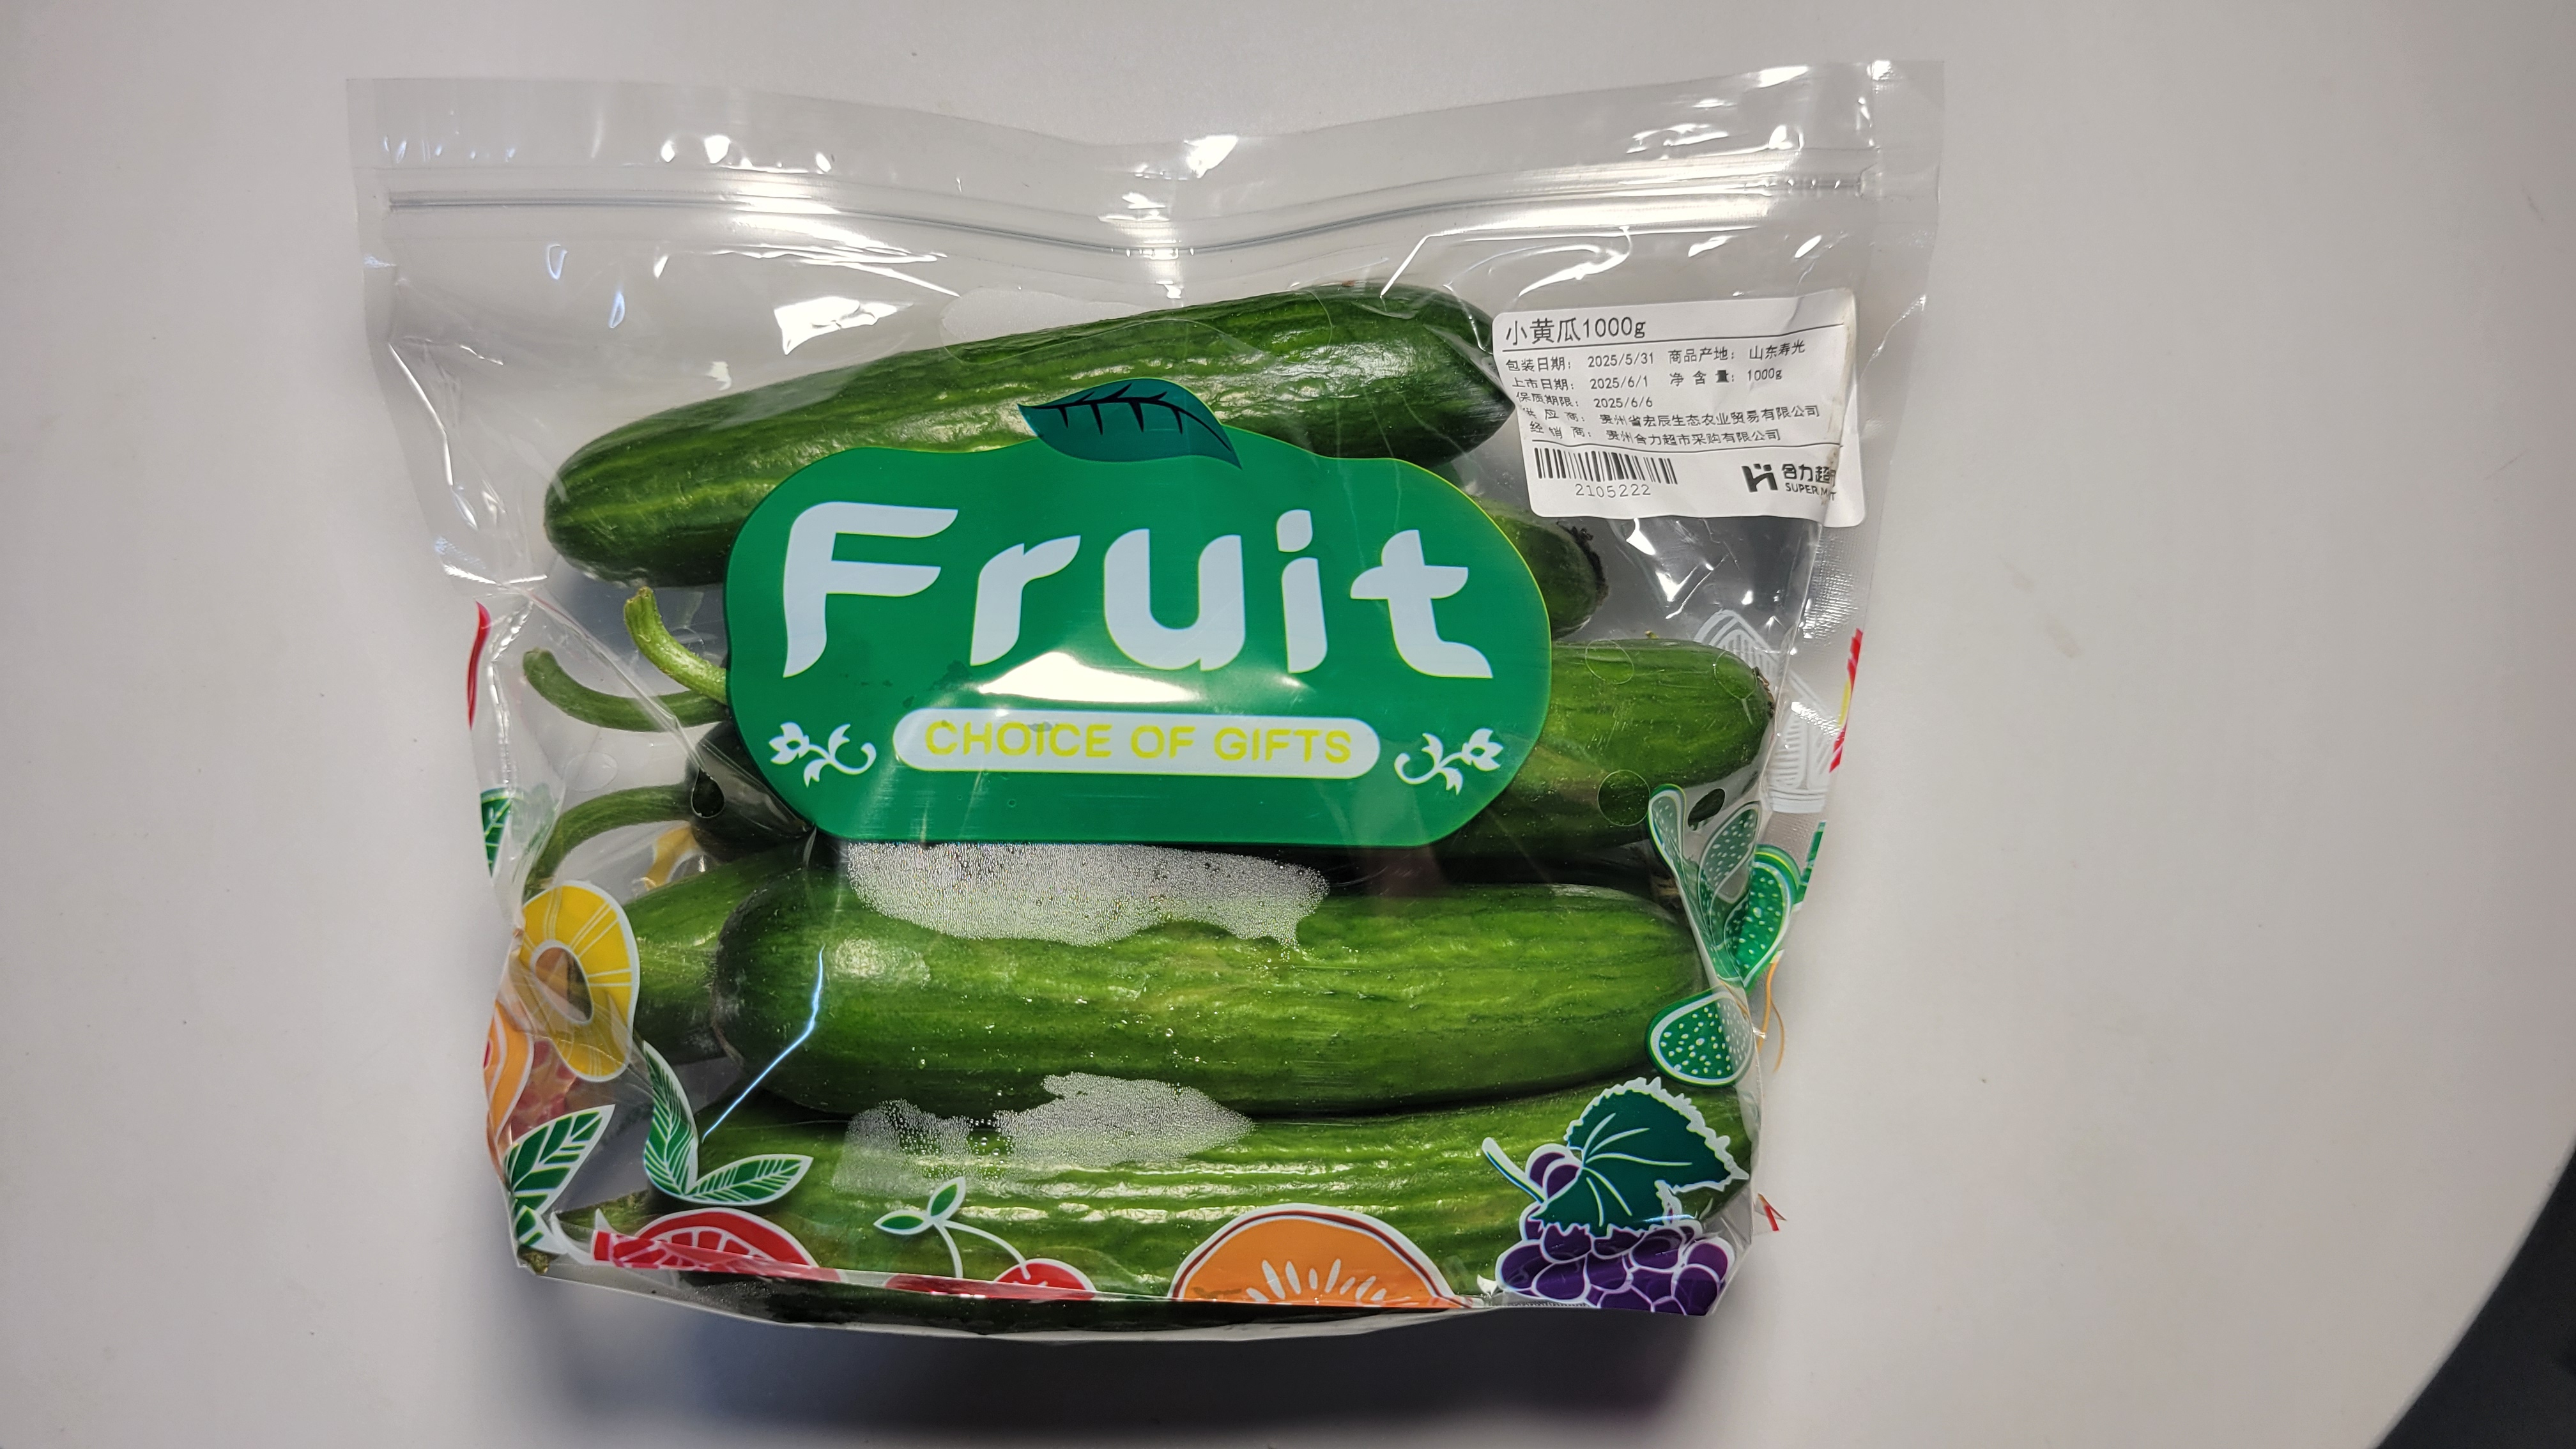 Fruit
CHOICE OF GIFTS
小黄瓜1000g
包装日期: 2025/5/31 商品产地: 山东寿光
上市日期: 2025/6/1 净 含 量: 1000g
保质期限: 2025/6/6
供 应 商: 贵州省宏辰生态农业贸易有限公司
经 销 商: 贵州合力超市采购有限公司
2105222
合力超
SUPER